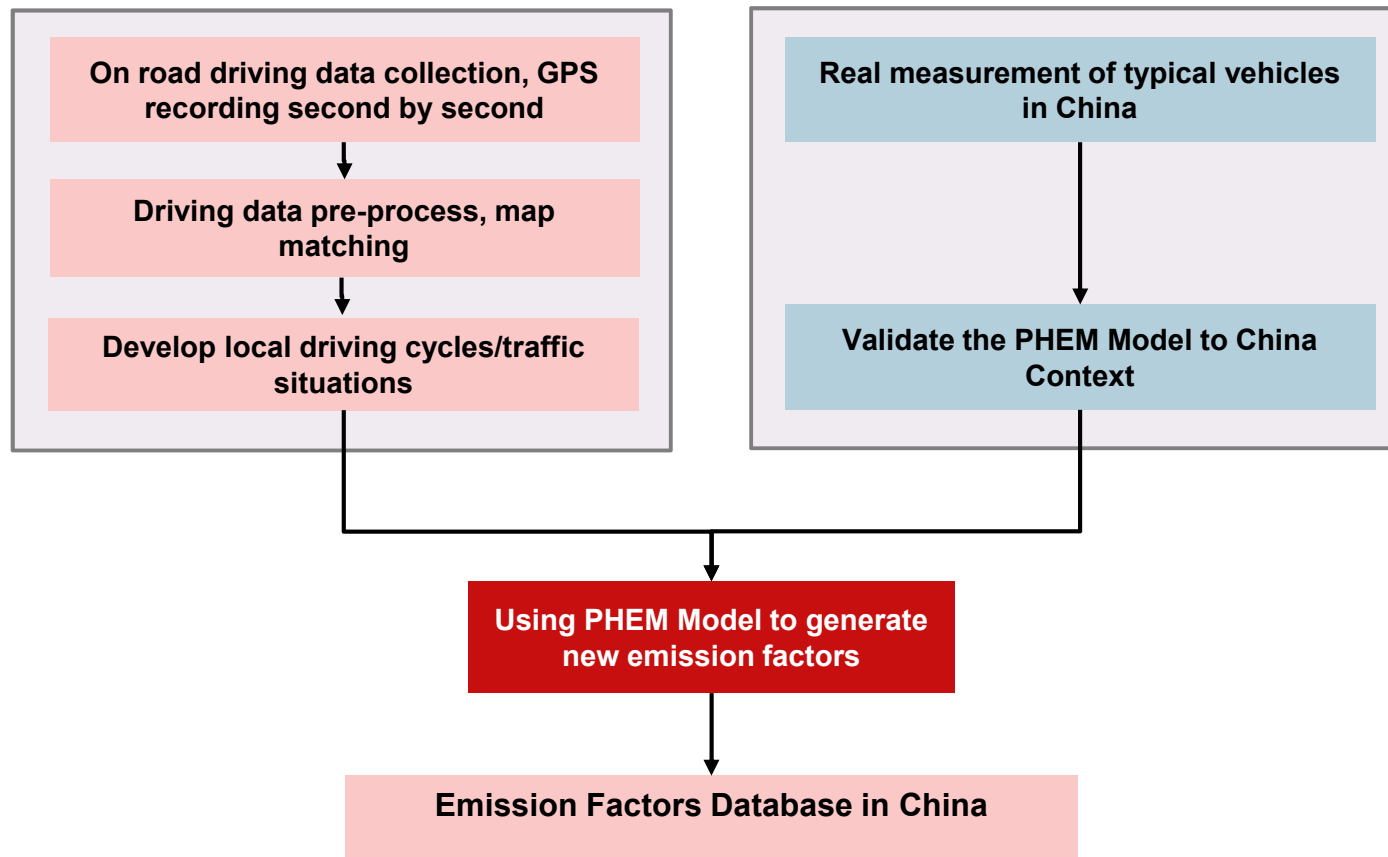 On road driving data collection, GPS
recording second by second
Driving data pre-process, map
matching
Develop local driving cycles/traffic
situations
Real measurement of typical vehicles
in China
Validate the PHEM Model to China
Context
Using PHEM Model to generate
new emission factors
Emission Factors Database in China